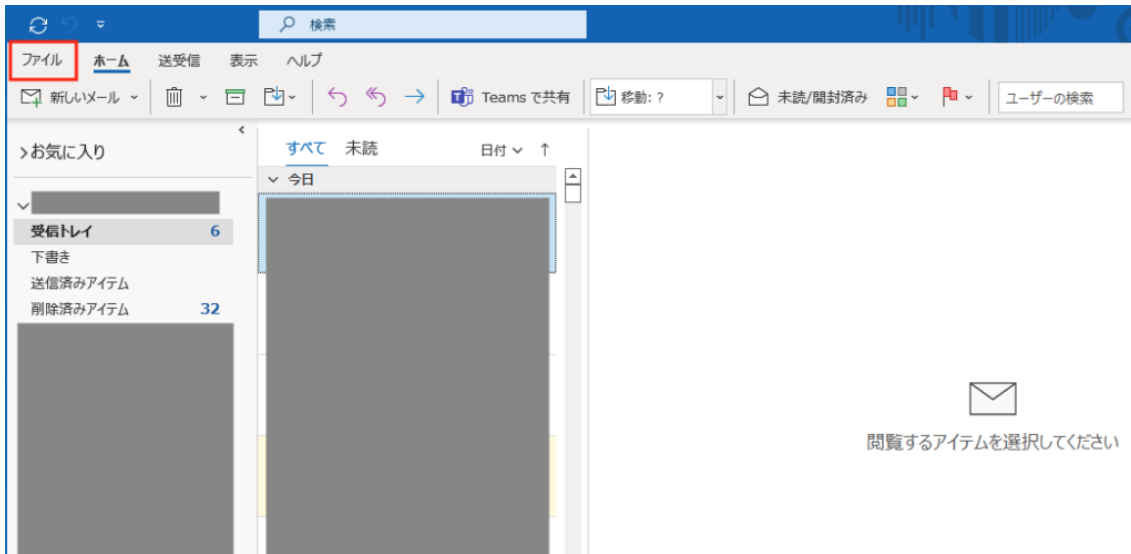 検索
ファイル ホーム 送受信 表示 ヘルプ
新しいメール Teams で共有 移動: ? 未読/開封済み ユーザーの検索
お気に入り
すべて 未読 日付
今日
受信トレイ 6
下書き
送信済みアイテム
削除済みアイテム 32
閲覧するアイテムを選択してください